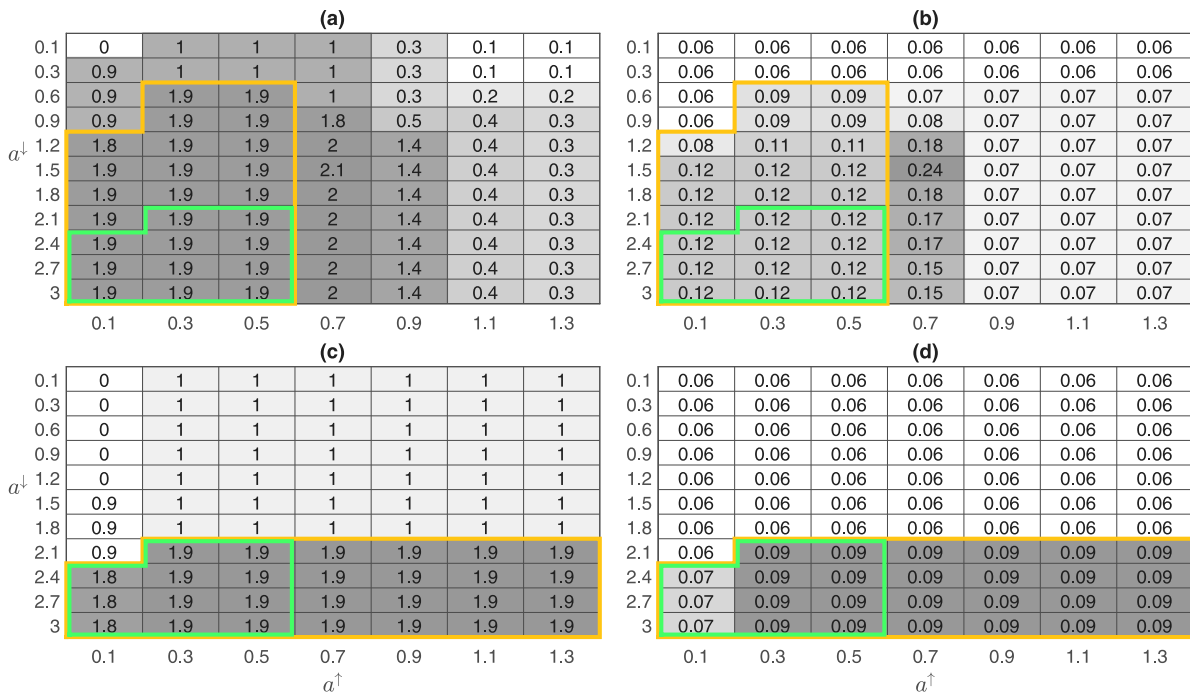 (a) (b)
0.1 0 1 1 1 0.3 0.1 0.1 0.1 0.06 0.06 0.06 0.06 0.06 0.06 0.06
0.3 0.9 1 1 1 0.3 0.1 0.1 0.3 0.06 0.06 0.06 0.06 0.06 0.06 0.06
0.6 0.9 1.9 1.9 1 0.3 0.2 0.2 0.6 0.06 0.09 0.09 0.07 0.07 0.07 0.07
0.9 0.9 1.9 1.9 1.8 0.5 0.4 0.3 0.9 0.06 0.09 0.09 0.08 0.07 0.07 0.07
a↓ 1.2 1.8 1.9 1.9 2 1.4 0.4 0.3 a↓ 1.2 0.08 0.11 0.11 0.18 0.07 0.07 0.07
1.5 1.9 1.9 1.9 2.1 1.4 0.4 0.3 1.5 0.12 0.12 0.12 0.24 0.07 0.07 0.07
1.8 1.9 1.9 1.9 2 1.4 0.4 0.3 1.8 0.12 0.12 0.12 0.18 0.07 0.07 0.07
2.1 1.9 1.9 1.9 2 1.4 0.4 0.3 2.1 0.12 0.12 0.12 0.17 0.07 0.07 0.07
2.4 1.9 1.9 1.9 2 1.4 0.4 0.3 2.4 0.12 0.12 0.12 0.17 0.07 0.07 0.07
2.7 1.9 1.9 1.9 2 1.4 0.4 0.3 2.7 0.12 0.12 0.12 0.15 0.07 0.07 0.07
3 1.9 1.9 1.9 2 1.4 0.4 0.3 3 0.12 0.12 0.12 0.15 0.07 0.07 0.07
0.1 0.3 0.5 0.7 0.9 1.1 1.3 0.1 0.3 0.5 0.7 0.9 1.1 1.3
(c) (d)
0.1 0 1 1 1 1 1 1 0.1 0.06 0.06 0.06 0.06 0.06 0.06 0.06
0.3 0 1 1 1 1 1 1 0.3 0.06 0.06 0.06 0.06 0.06 0.06 0.06
0.6 0 1 1 1 1 1 1 0.6 0.06 0.06 0.06 0.06 0.06 0.06 0.06
0.9 0 1 1 1 1 1 1 0.9 0.06 0.06 0.06 0.06 0.06 0.06 0.06
a↓ 1.2 0 1 1 1 1 1 1 a↓ 1.2 0.06 0.06 0.06 0.06 0.06 0.06 0.06
1.5 0.9 1 1 1 1 1 1 1.5 0.06 0.06 0.06 0.06 0.06 0.06 0.06
1.8 0.9 1 1 1 1 1 1 1.8 0.06 0.06 0.06 0.06 0.06 0.06 0.06
2.1 0.9 1.9 1.9 1.9 1.9 1.9 1.9 2.1 0.06 0.09 0.09 0.09 0.09 0.09 0.09
2.4 1.8 1.9 1.9 1.9 1.9 1.9 1.9 2.4 0.07 0.09 0.09 0.09 0.09 0.09 0.09
2.7 1.8 1.9 1.9 1.9 1.9 1.9 1.9 2.7 0.07 0.09 0.09 0.09 0.09 0.09 0.09
3 1.8 1.9 1.9 1.9 1.9 1.9 1.9 3 0.07 0.09 0.09 0.09 0.09 0.09 0.09
0.1 0.3 0.5 0.7 0.9 1.1 1.3 0.1 0.3 0.5 0.7 0.9 1.1 1.3
a↑ a↑